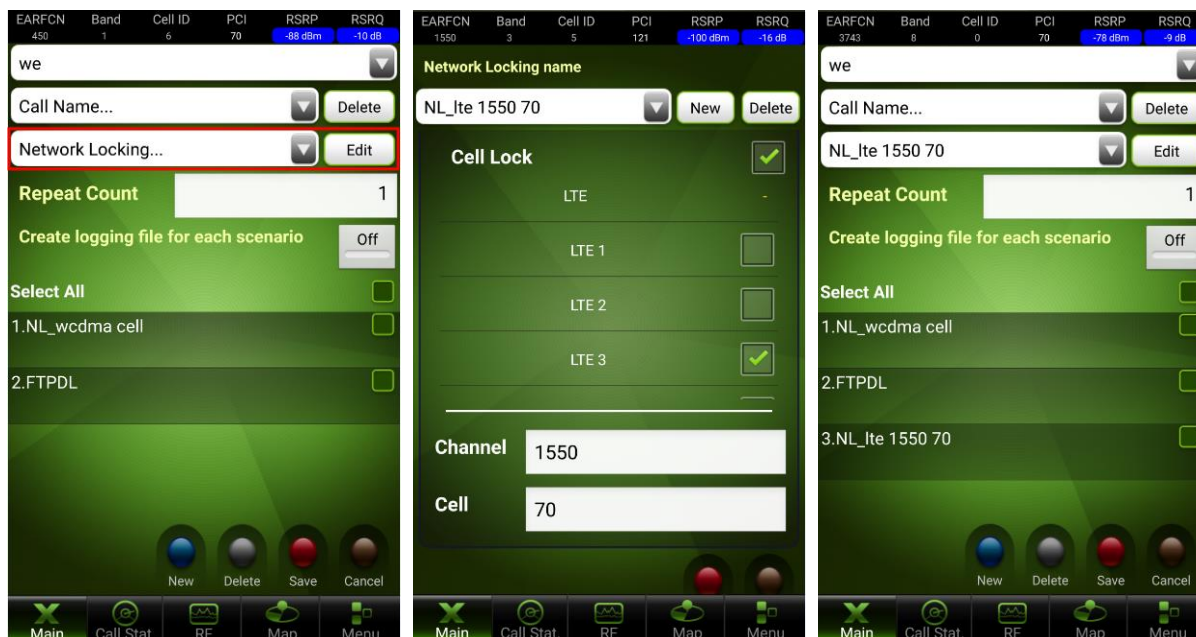 EARFCN Band Cell ID PCI RSRP RSRQ
450 1 6 70 -88 dBm -10 dB
we
Call Name... Delete
Network Locking... Edit
Repeat Count 1
Create logging file for each scenario Off
Select All
1.NL_wcdma cell
2.FTPDL
New Delete Save Cancel
Main Call Stat. RF Map Menu
EARFCN Band Cell ID PCI RSRP RSRQ
1550 3 5 121 -100 dBm -16 dB
Network Locking name
NL_lte 1550 70 New Delete
Cell Lock
LTE -
LTE 1
LTE 2
LTE 3
Channel 1550
Cell 70
Main Call Stat. RF Map Menu
EARFCN Band Cell ID PCI RSRP RSRQ
3743 8 0 70 -78 dBm -9 dB
we
Call Name... Delete
NL_lte 1550 70 Edit
Repeat Count 1
Create logging file for each scenario Off
Select All
1.NL_wcdma cell
2.FTPDL
3.NL_lte 1550 70
New Delete Save Cancel
Main Call Stat. RF Map Menu